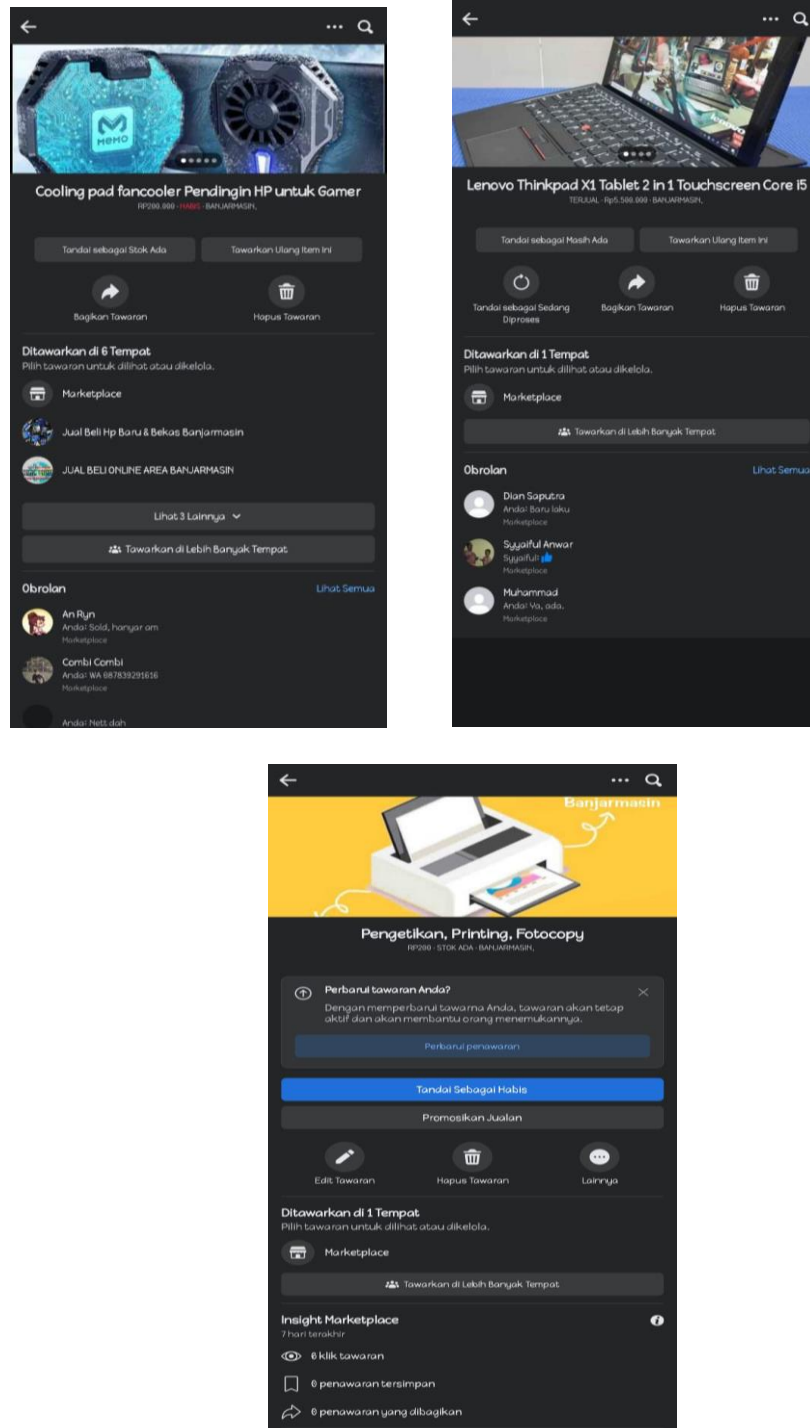 MEMO
Cooling pad fancooler Pendingin HP untuk Gamer
RP200.000 · HABIS · BANJARMASIN,
Tandai sebagai Stok Ada
Tawarkan Ulang Item Ini
Bagikan Tawaran
Hapus Tawaran
Ditawarkan di 6 Tempat
Pilih tawaran untuk dilihat atau dikelola.
Marketplace
Jual Beli Hp Baru & Bekas Banjarmasin
JUAL BELI ONLINE AREA BANJARMASIN
Lihat 3 Lainnya
Tawarkan di Lebih Banyak Tempat
Obrolan
Lihat Semua
An Ryn
Anda: Sold, hanyar am
Marketplace
Combi Combi
Anda: WA 087839291616
Marketplace
Anda: Nett dah
Lenovo Thinkpad X1 Tablet 2 in 1 Touchscreen Core i5
TERJUAL · Rp5.500.000 · BANJARMASIN,
Tandai sebagai Masih Ada
Tawarkan Ulang Item Ini
Tandai sebagai Sedang
Diproses
Bagikan Tawaran
Hapus Tawaran
Ditawarkan di 1 Tempat
Pilih tawaran untuk dilihat atau dikelola.
Marketplace
Tawarkan di Lebih Banyak Tempat
Obrolan
Lihat Semua
Dian Saputra
Anda: Baru laku
Marketplace
Syyaiful Anwar
Syyaiful: 👍
Marketplace
Muhammad
Anda: Ya, ada.
Marketplace
Banjarmasin
Pengetikan, Printing, Fotocopy
RP200 · STOK ADA · BANJARMASIN,
Perbarui tawaran Anda?
Dengan memperbarui tawarna Anda, tawaran akan tetap
aktif dan akan membantu orang menemukannya.
Perbarui penawaran
Tandai Sebagai Habis
Promosikan Jualan
Edit Tawaran
Hapus Tawaran
Lainnya
Ditawarkan di 1 Tempat
Pilih tawaran untuk dilihat atau dikelola.
Marketplace
Tawarkan di Lebih Banyak Tempat
Insight Marketplace
7 hari terakhir
0 klik tawaran
0 penawaran tersimpan
0 penawaran yang dibagikan